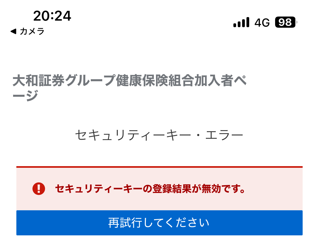 20:24
4G 98
◀ カメラ
大和証券グループ健康保険組合加入者ペ
ージ
セキュリティーキー・エラー
セキュリティーキーの登録結果が無効です。
再試行してください